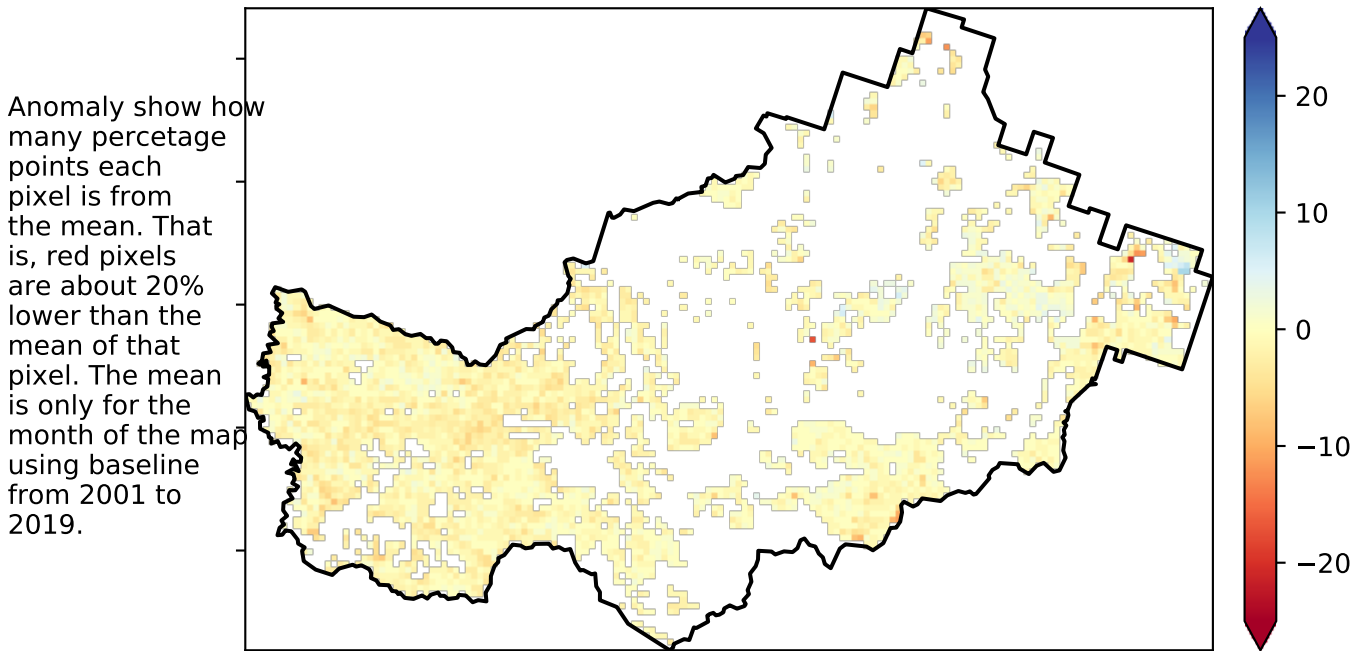 Anomaly show how
many percetage
points each
pixel is from
the mean. That
is, red pixels
are about 20%
lower than the
mean of that
pixel. The mean
is only for the
month of the map
using baseline
from 2001 to
2019.
20
10
0
−10
−20